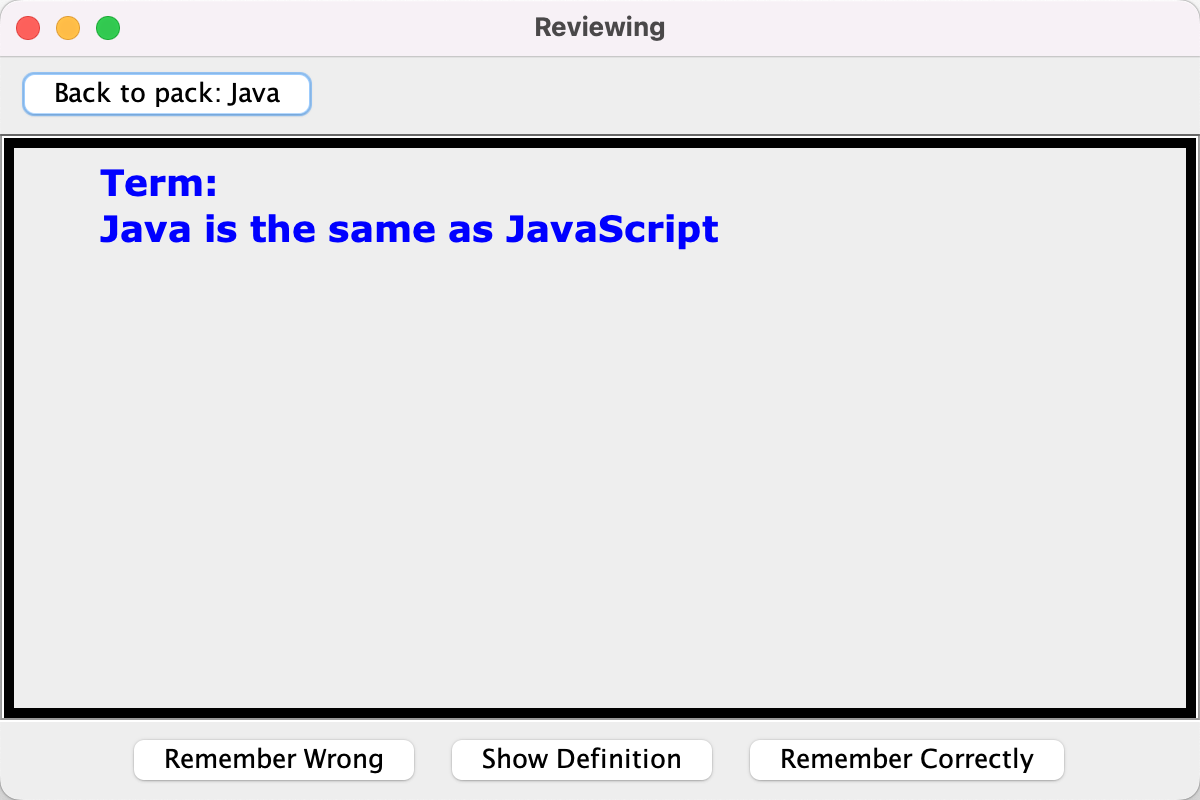 Reviewing
Back to pack: Java
Term:
Java is the same as JavaScript
Remember Wrong
Show Definition
Remember Correctly